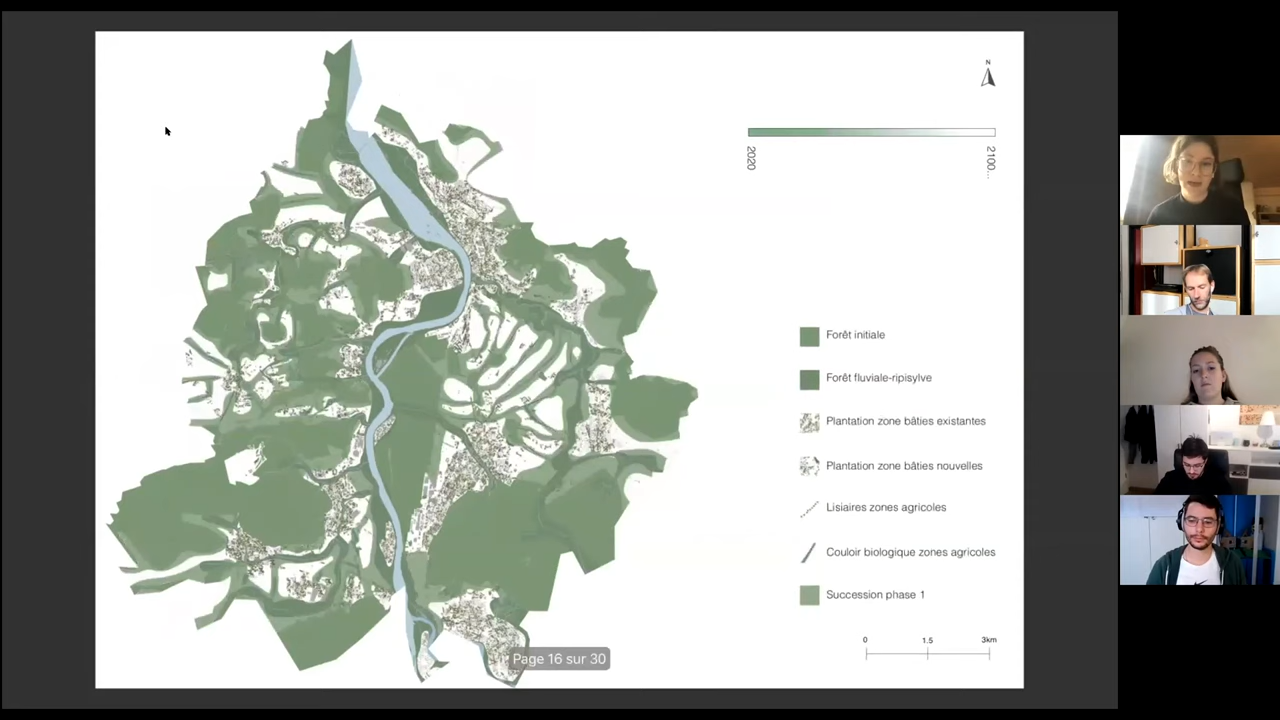 N
2020
2100...
Forêt initiale
Forêt fluviale-ripisylve
Plantation zone bâties existantes
Plantation zone bâties nouvelles
Lisiaires zones agricoles
Couloir biologique zones agricoles
Succession phase 1
0 1.5 3km
Page 16 sur 30